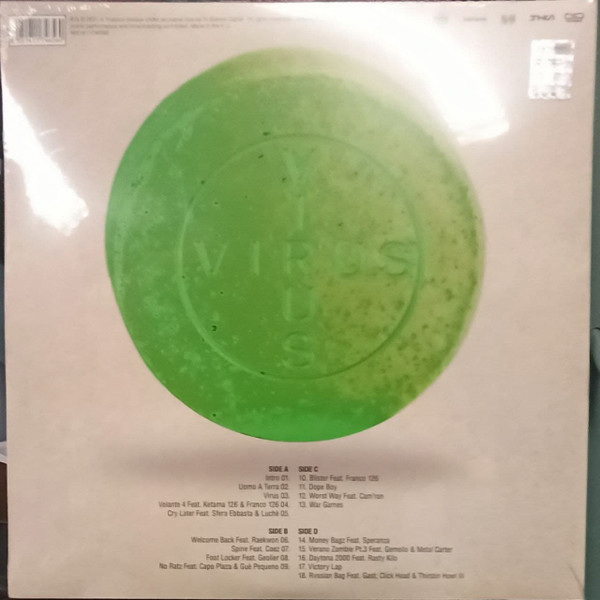 VIRUS
VIRUS
SIDE A
Intro 01.
Uomo A Terra 02.
Virus 03.
Volante 4 Feat. Ketama 126 & Franco 126 04.
Cry Later Feat. Sfera Ebbasta & Luchè 05.
SIDE B
Welcome Back Feat. Raekwon 06.
Spine Feat. Coez 07.
Foot Locker Feat. Geolier 08.
No Ratz Feat. Capo Plaza & Gué Pequeno 09.
SIDE C
10. Blister Feat. Franco 126
11. Dope Boy
12. Worst Way Feat. Cam'ron
13. War Games
SIDE D
14. Money Bagz Feat. Speranza
15. Verano Zombie Pt.3 Feat. Gemello & Metal Carter
16. Daytona 2000 Feat. Rasty Kilo
17. Victory Lap
18. Russian Bag Feat. Gast, Click Head & Thirstin Howl III